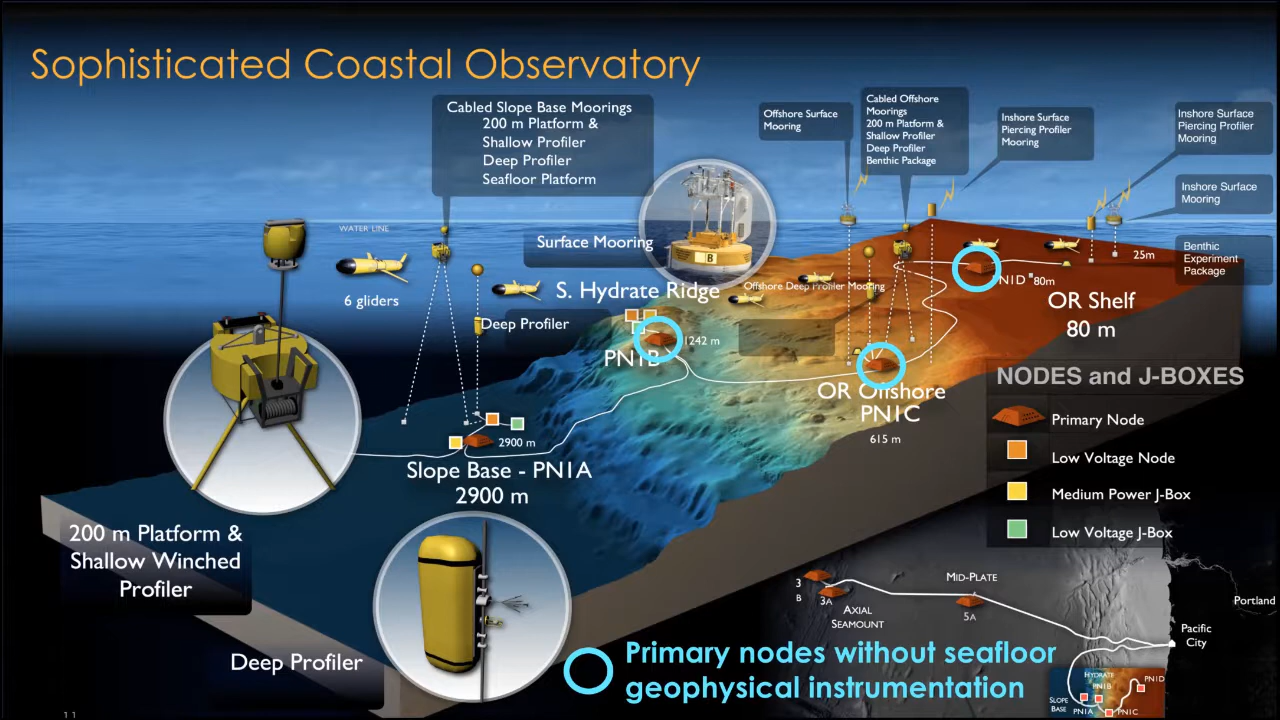 Sophisticated Coastal Observatory
Cabled Slope Base Moorings
200 m Platform &
Shallow Profiler
Deep Profiler
Seafloor Platform
Offshore Surface
Mooring
Cabled Offshore
Moorings
200 m Platform &
Shallow Profiler
Deep Profiler
Benthic Package
Inshore Surface
Piercing Profiler
Mooring
Inshore Surface
Piercing Profiler
Mooring
Inshore Surface
Mooring
Benthic
Experiment
Package
WATER LINE
6 gliders
Surface Mooring
B
S. Hydrate Ridge
Deep Profiler
Offshore Deep Profiler Mooring
PN1B
1242 m
N1D
80m
25m
OR Shelf
80 m
OR Offshore
PN1C
615 m
2900 m
Slope Base - PN1A
2900 m
200 m Platform &
Shallow Winched
Profiler
Deep Profiler
NODES and J-BOXES
Primary Node
Low Voltage Node
Medium Power J-Box
Low Voltage J-Box
3
B
3A
AXIAL
SEAMOUNT
MID-PLATE
5A
Portland
Pacific
City
HYDRATE
PN1B
PN1D
SLOPE
BASE
PN1A
PN1C
Primary nodes without seafloor
geophysical instrumentation
11